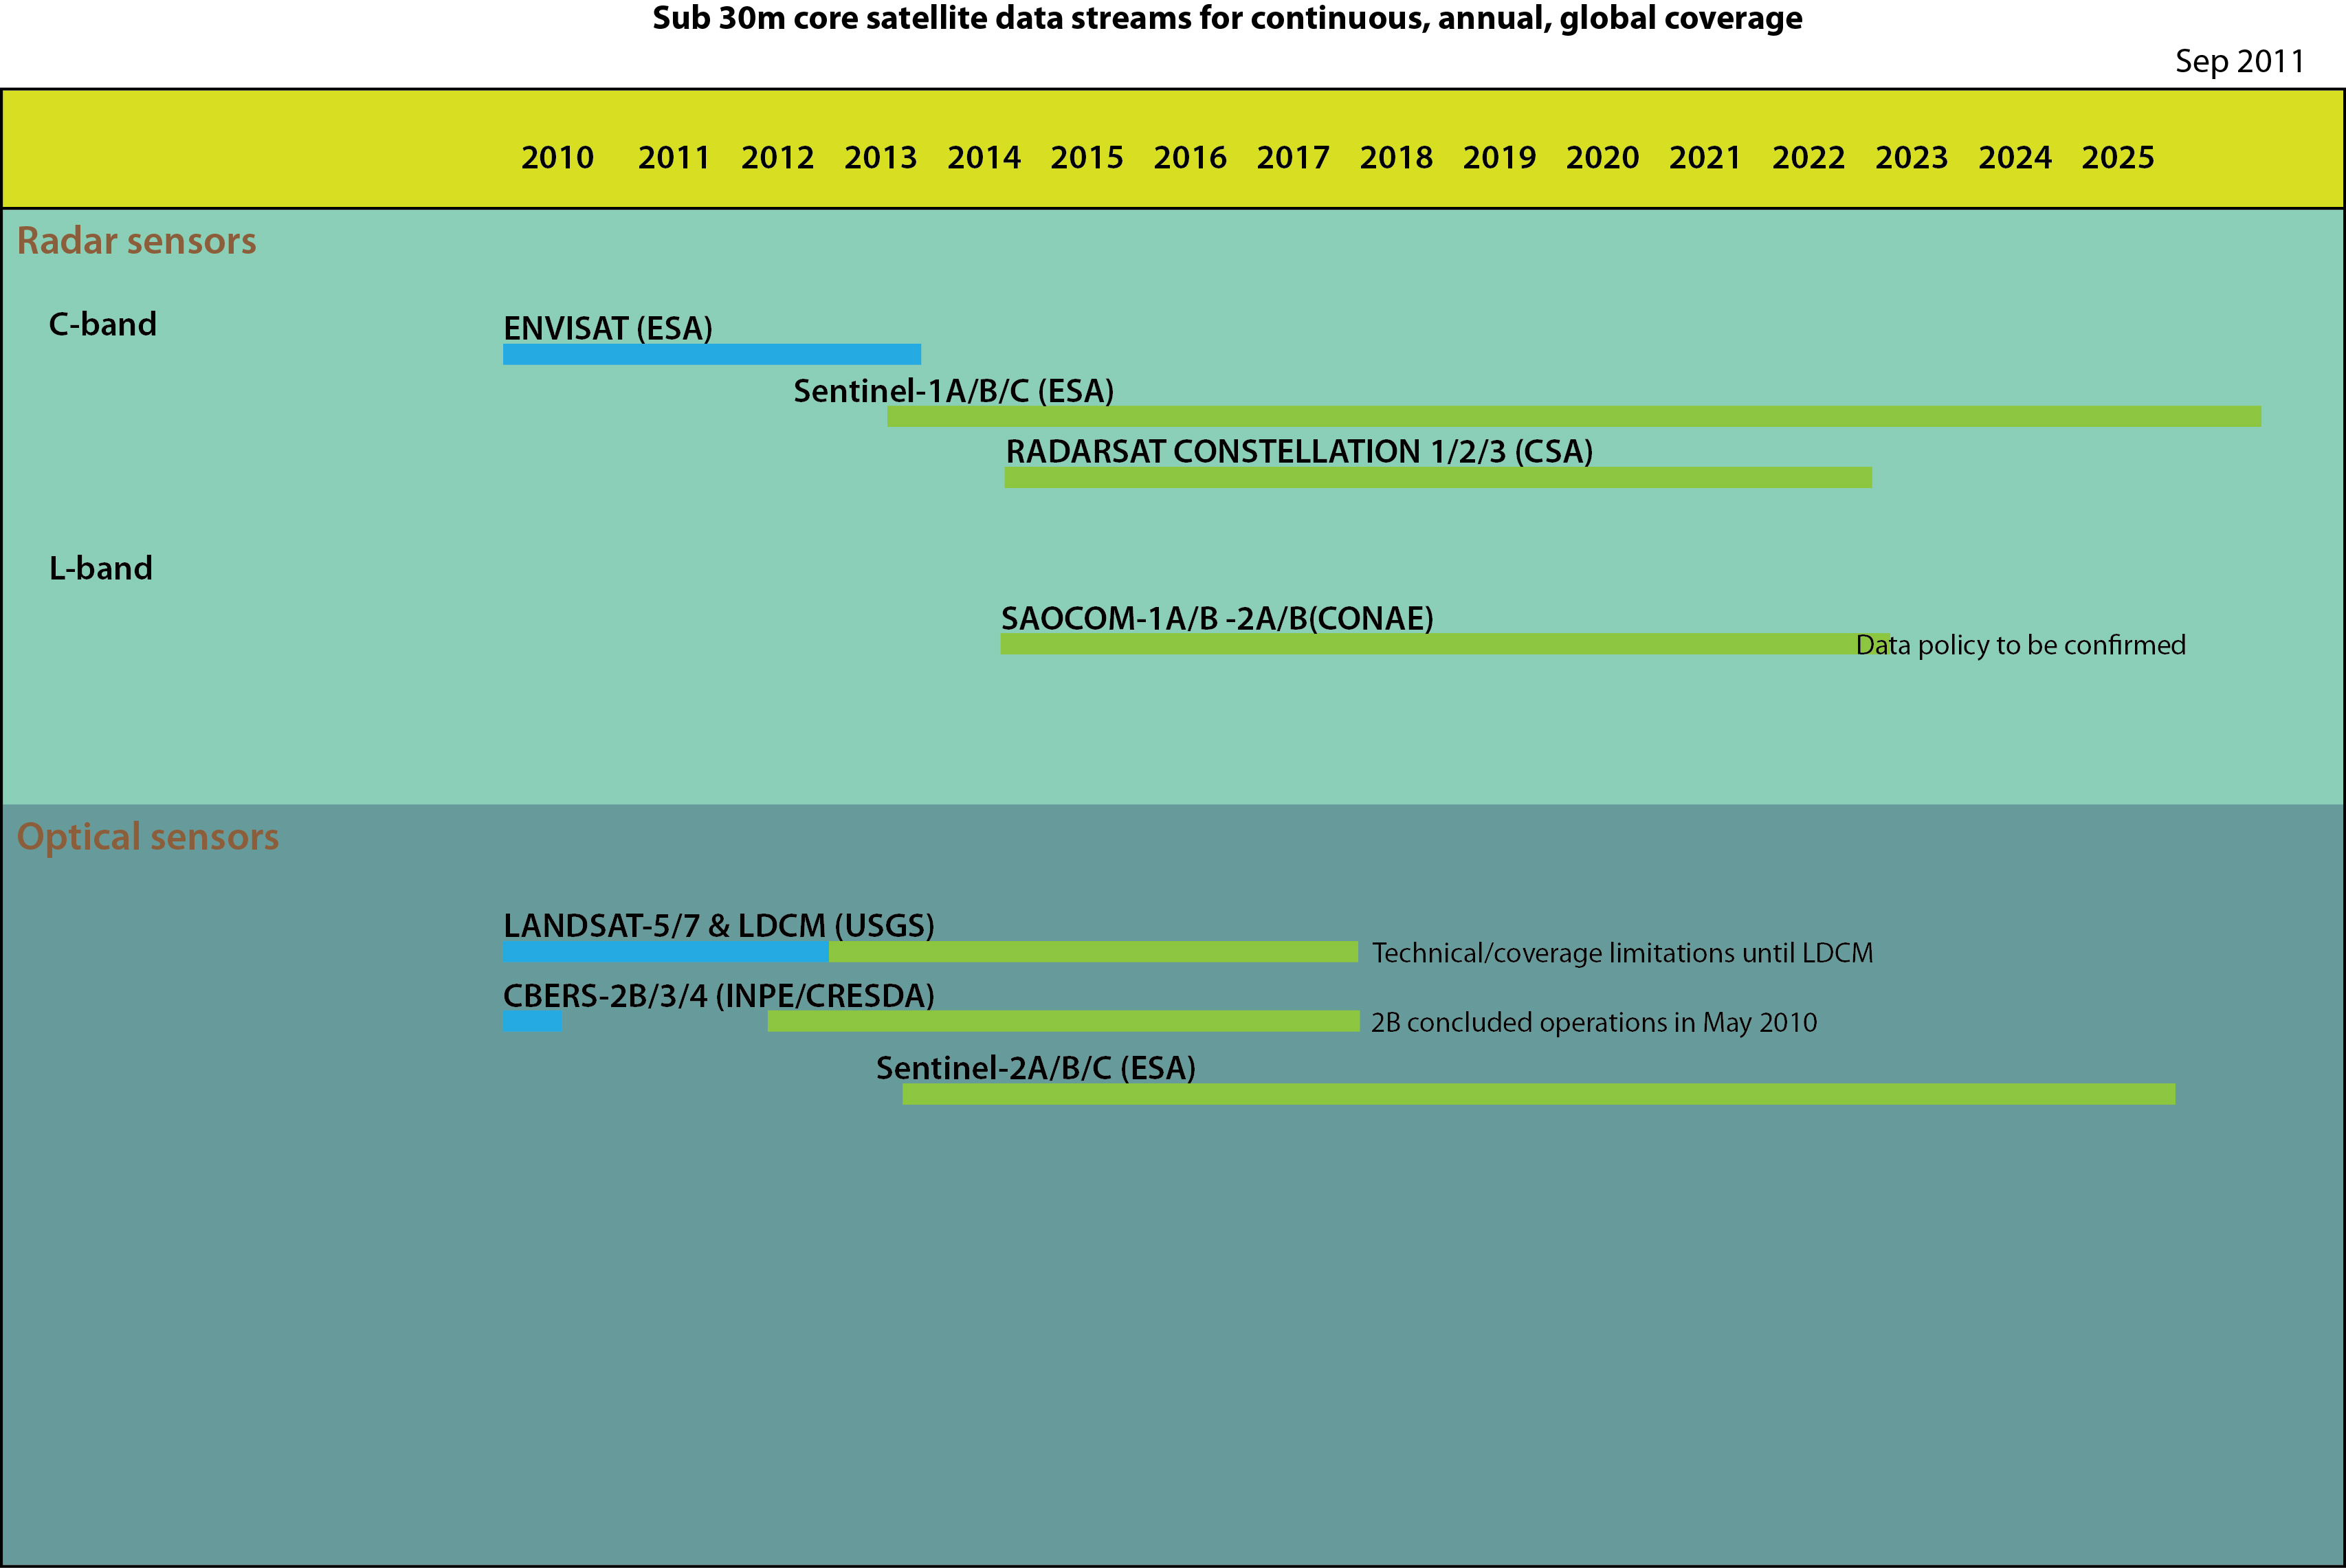 Sub 30m core satellite data streams for continuous, annual, global coverage
Sep 2011
2010 2011 2012 2013 2014 2015 2016 2017 2018 2019 2020 2021 2022 2023 2024 2025
Radar sensors
C-band
ENVISAT (ESA)
Sentinel-1A/B/C (ESA)
RADARSAT CONSTELLATION 1/2/3 (CSA)
L-band
SAOCOM-1A/B -2A/B(CONAE)
Data policy to be confirmed
Optical sensors
LANDSAT-5/7 & LDCM (USGS)
Technical/coverage limitations until LDCM
CBERS-2B/3/4 (INPE/CRESDA)
2B concluded operations in May 2010
Sentinel-2A/B/C (ESA)